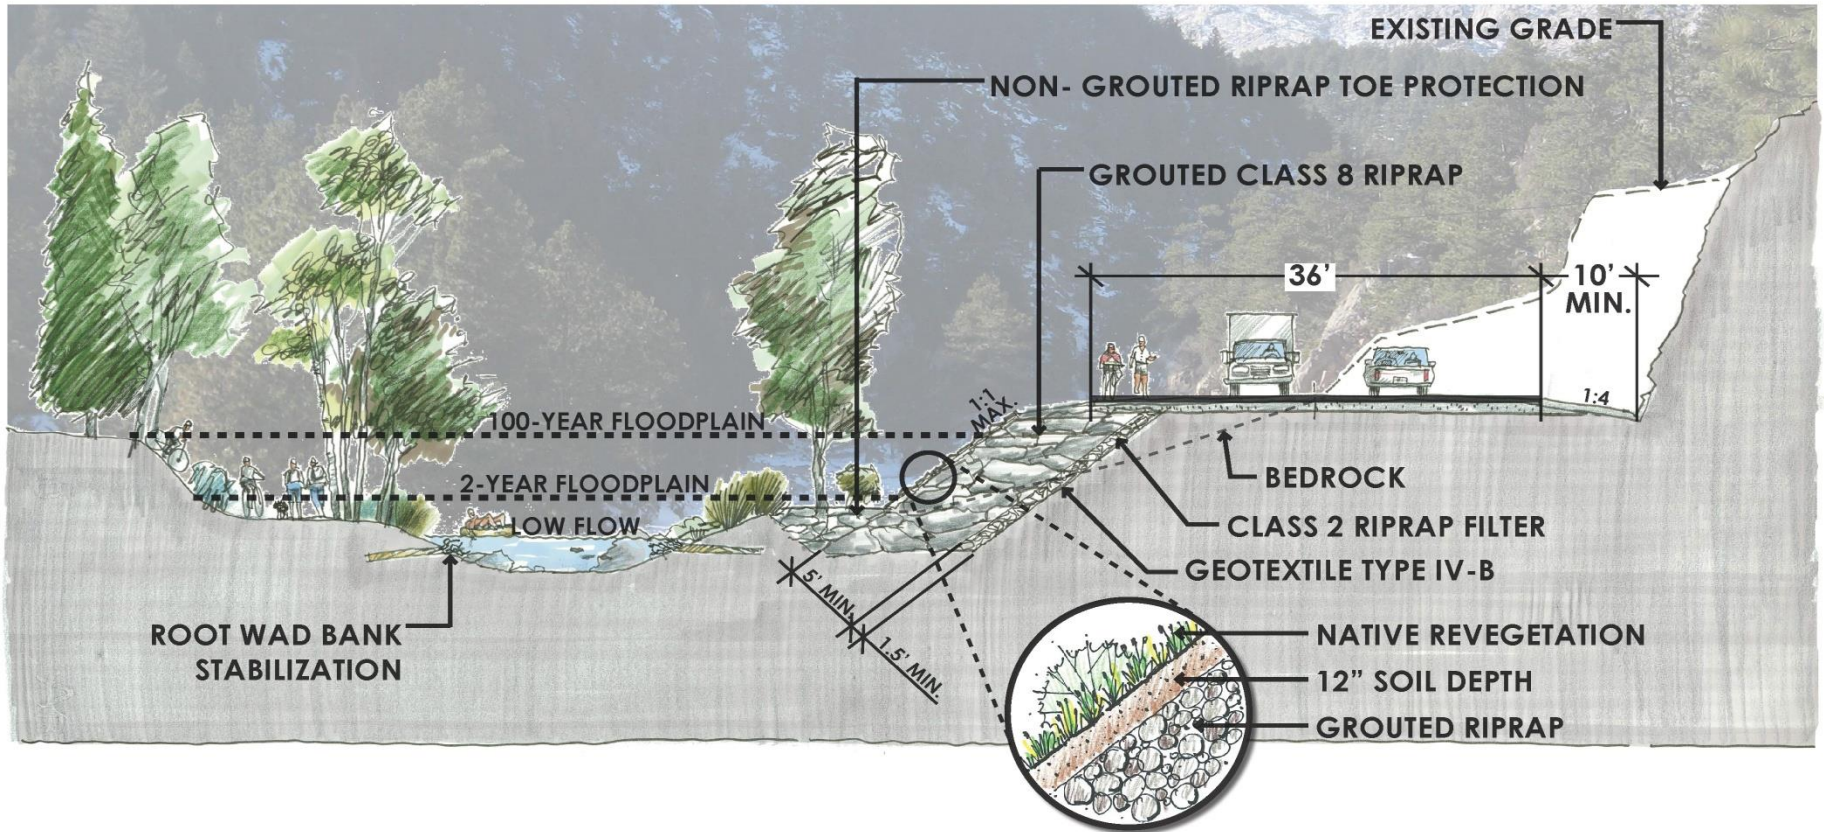 EXISTING GRADE
NON- GROUTED RIPRAP TOE PROTECTION
GROUTED CLASS 8 RIPRAP
36’
10’
MIN.
1:1
MAX.
1:4
100-YEAR FLOODPLAIN
2-YEAR FLOODPLAIN
LOW FLOW
BEDROCK
CLASS 2 RIPRAP FILTER
GEOTEXTILE TYPE IV-B
5’ MIN.
1.5’ MIN.
ROOT WAD BANK
STABILIZATION
NATIVE REVEGETATION
12” SOIL DEPTH
GROUTED RIPRAP